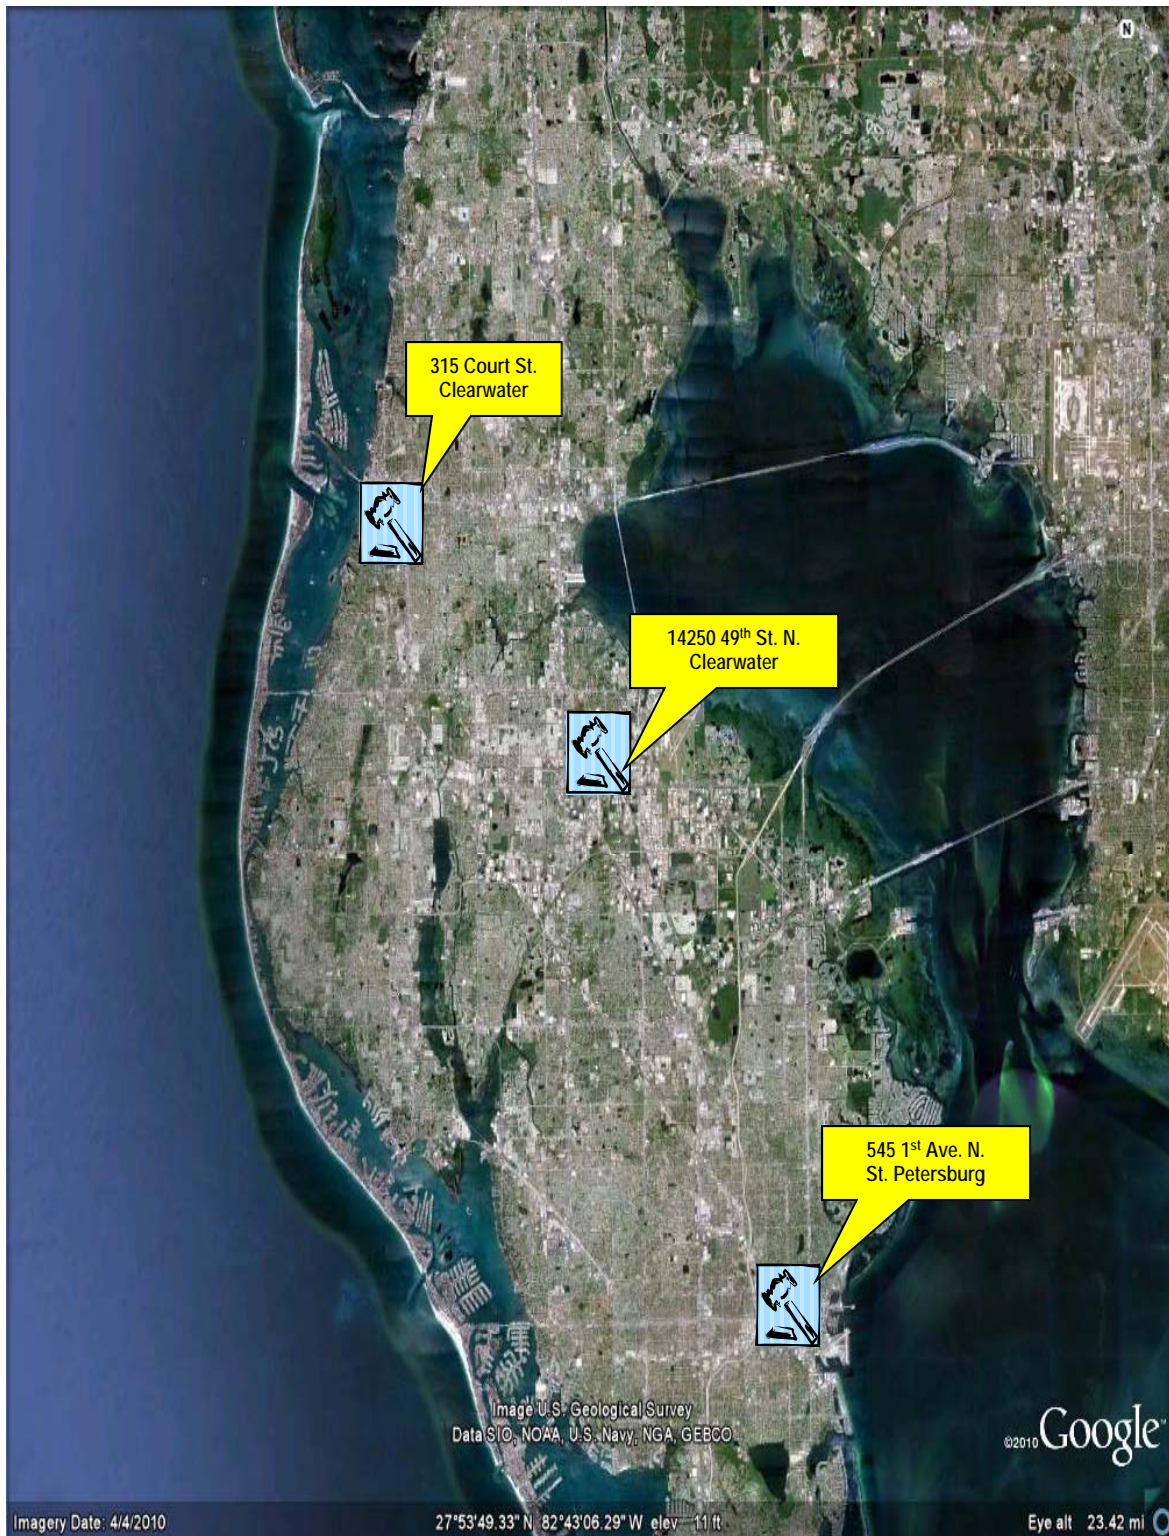 N
315 Court St.
Clearwater
14250 49th St. N.
Clearwater
545 1st Ave. N.
St. Petersburg
Image U.S. Geological Survey
Data SIO, NOAA, U.S. Navy, NGA, GEBCO
©2010 Google
Imagery Date: 4/4/2010 27°53'49.33" N 82°43'06.29" W elev 11 ft Eye alt 23.42 mi